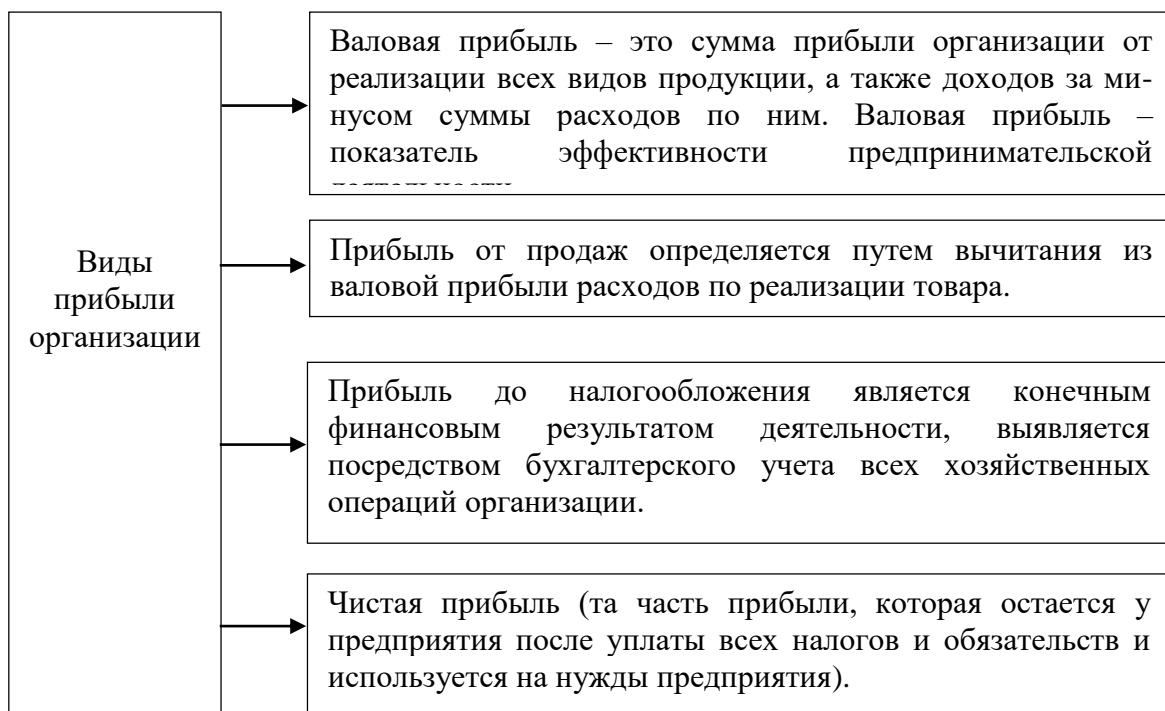 Виды
прибыли
организации
Валовая прибыль – это сумма прибыли организации от
реализации всех видов продукции, а также доходов за ми-
нусом суммы расходов по ним. Валовая прибыль –
показатель эффективности предпринимательской
Прибыль от продаж определяется путем вычитания из
валовой прибыли расходов по реализации товара.
Прибыль до налогообложения является конечным
финансовым результатом деятельности, выявляется
посредством бухгалтерского учета всех хозяйственных
операций организации.
Чистая прибыль (та часть прибыли, которая остается у
предприятия после уплаты всех налогов и обязательств и
используется на нужды предприятия).